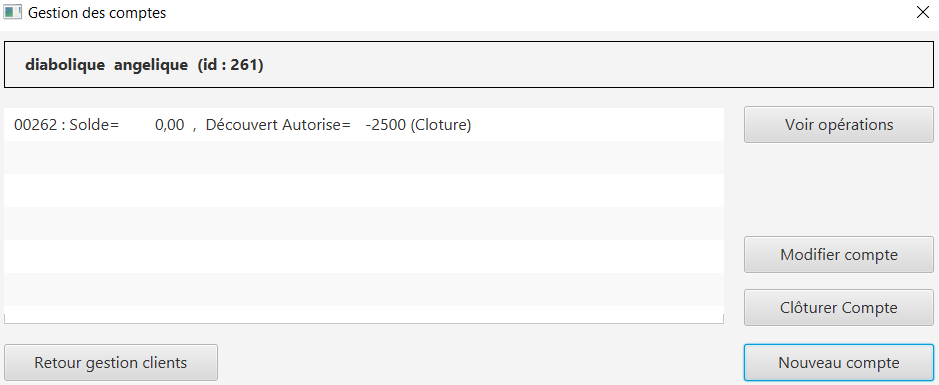 Gestion des comptes
diabolique angelique (id : 261)
00262 : Solde= 0,00 , Découvert Autorise= -2500 (Cloture)
Voir opérations
Modifier compte
Clôturer Compte
Retour gestion clients
Nouveau compte